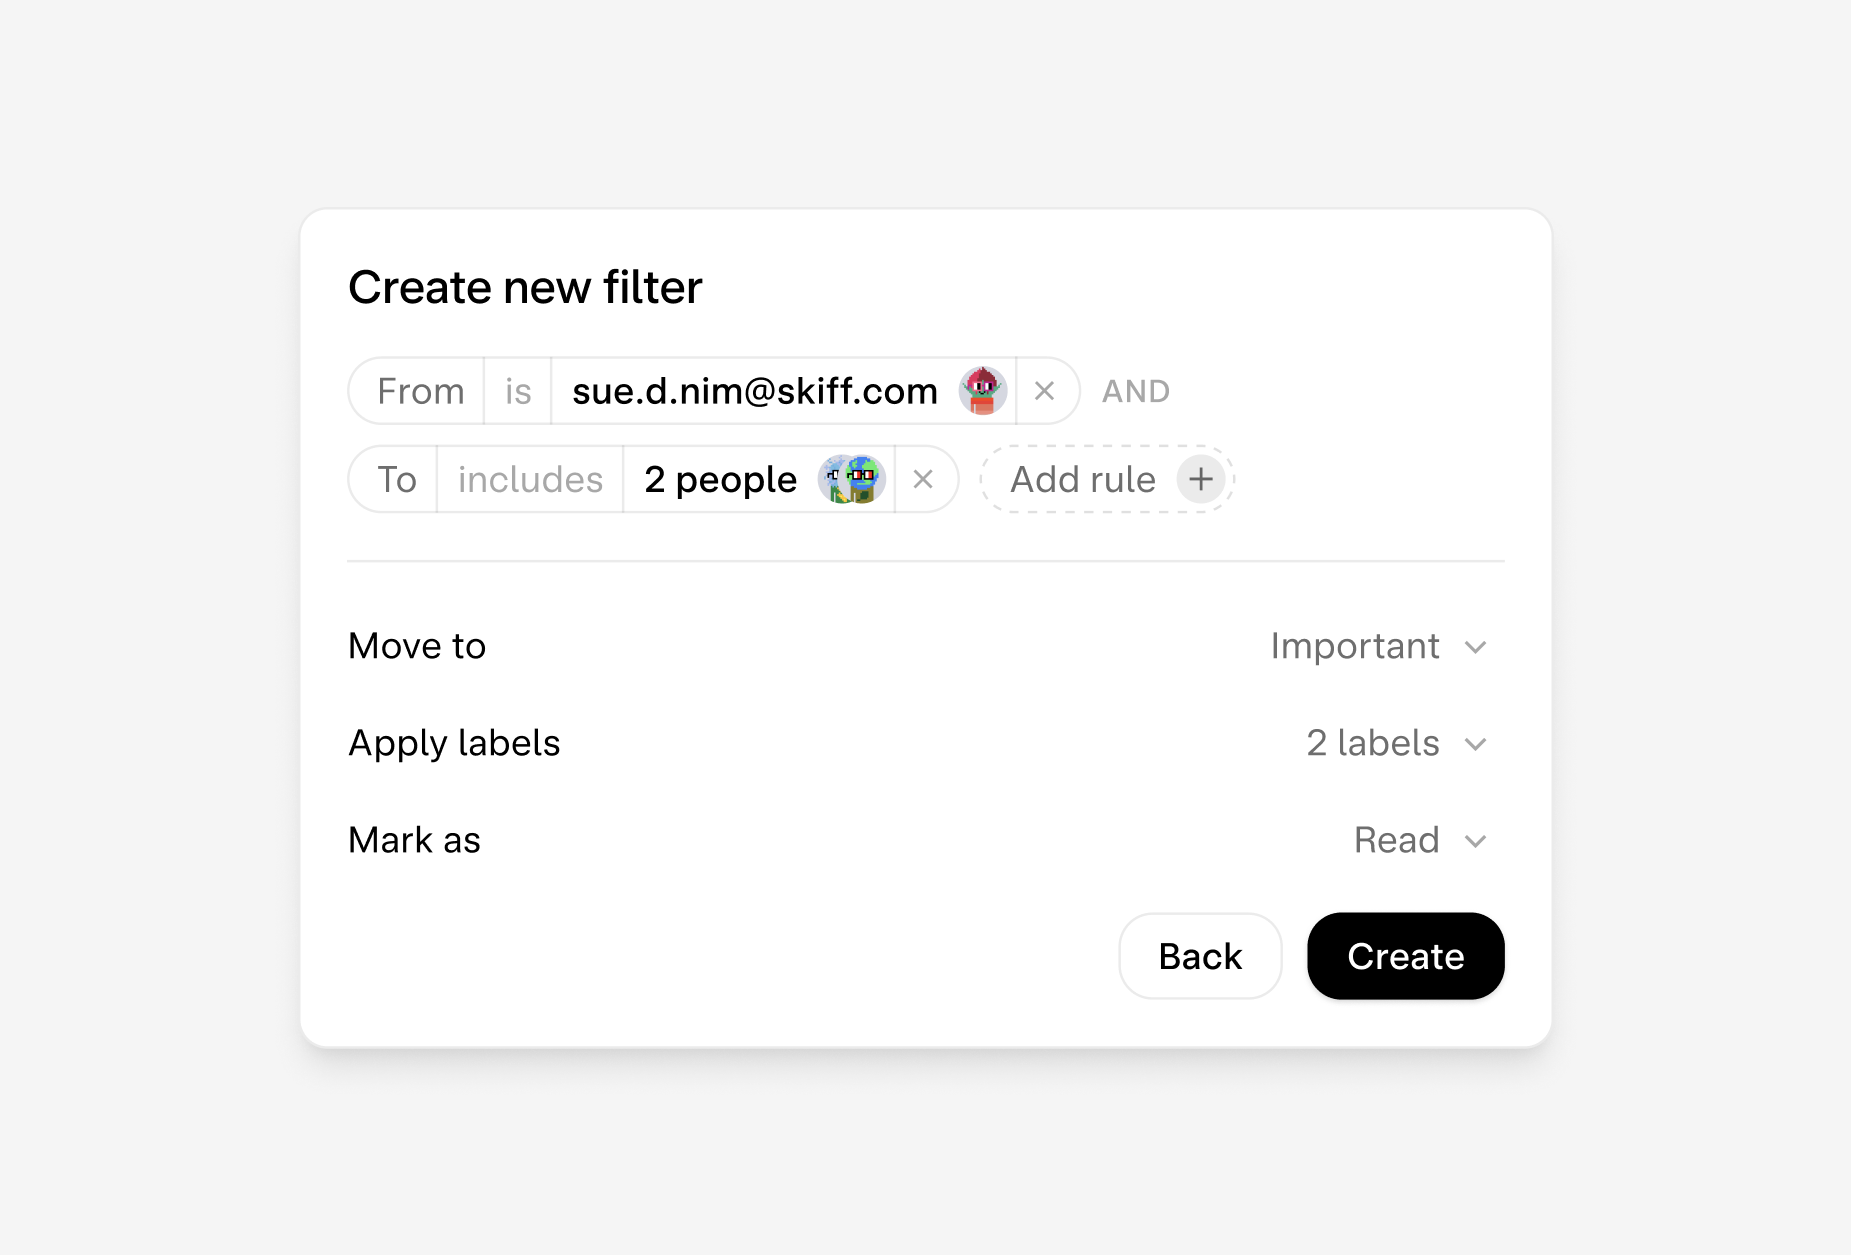 Create new filter
From is sue.d.nim@skiff.com AND
To includes 2 people Add rule
Move to Important
Apply labels 2 labels
Mark as Read
Back Create